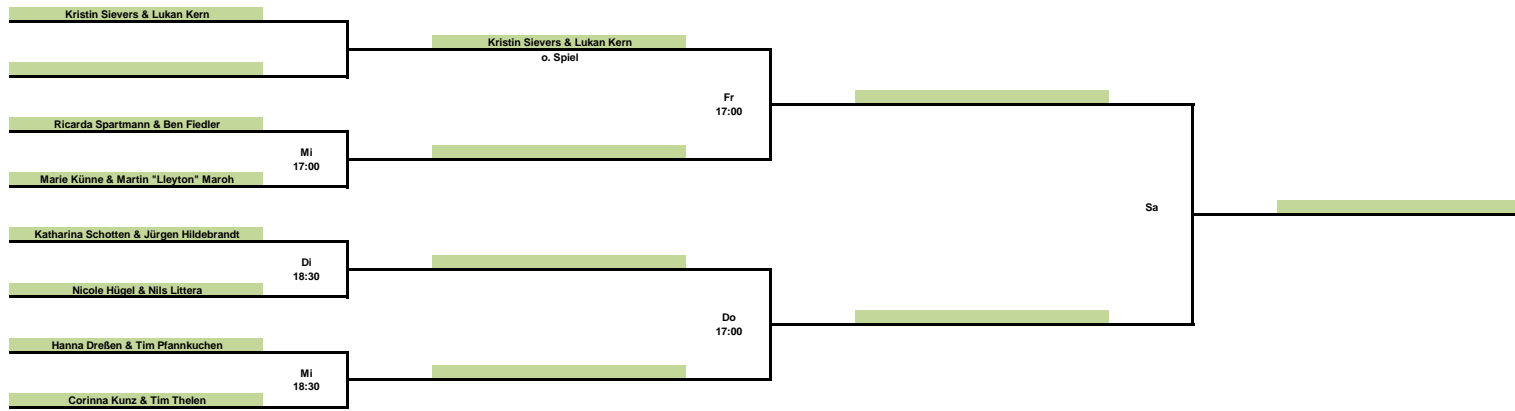 Kristin Sievers & Lukan Kern
Kristin Sievers & Lukan Kern
o. Spiel
Fr
17:00
Ricarda Spartmann & Ben Fiedler
Mi
17:00
Marie Künne & Martin "Lleyton" Maroh
Sa
Katharina Schotten & Jürgen Hildebrandt
Di
18:30
Nicole Hügel & Nils Littera
Do
17:00
Hanna Dreßen & Tim Pfannkuchen
Mi
18:30
Corinna Kunz & Tim Thelen